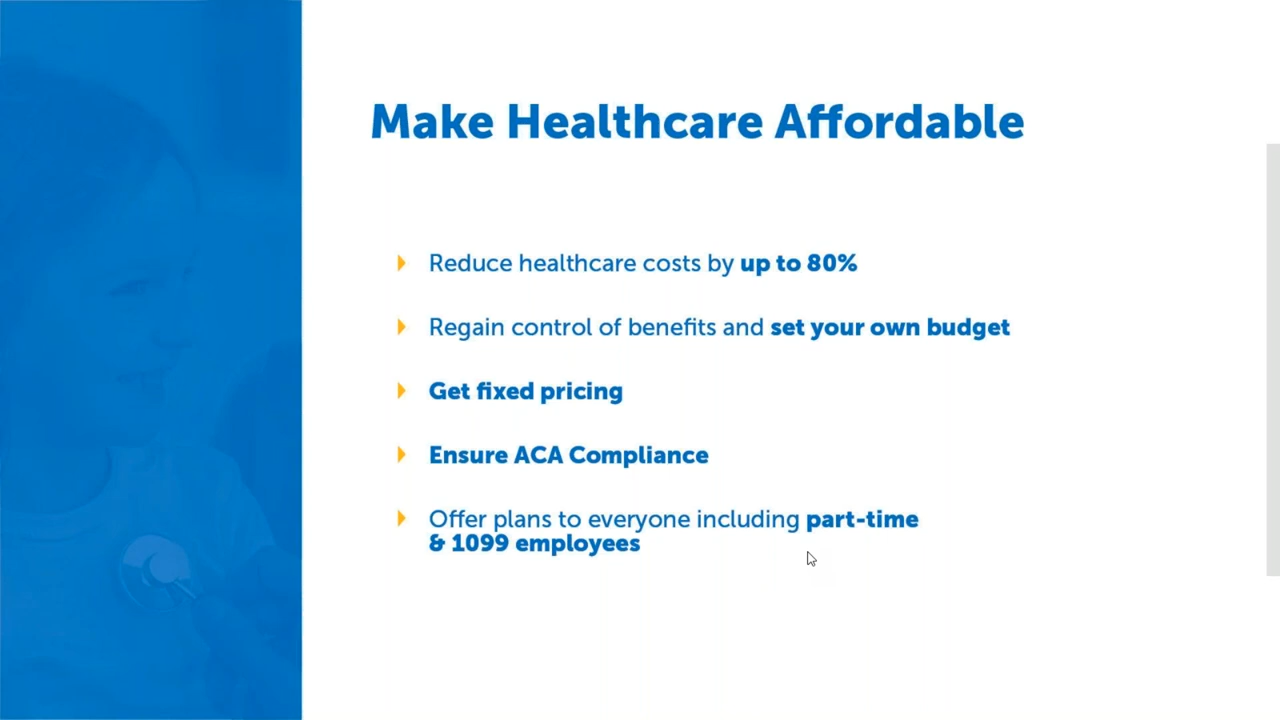 Make Healthcare Affordable
Reduce healthcare costs by up to 80%
Regain control of benefits and set your own budget
Get fixed pricing
Ensure ACA Compliance
Offer plans to everyone including part-time
& 1099 employees